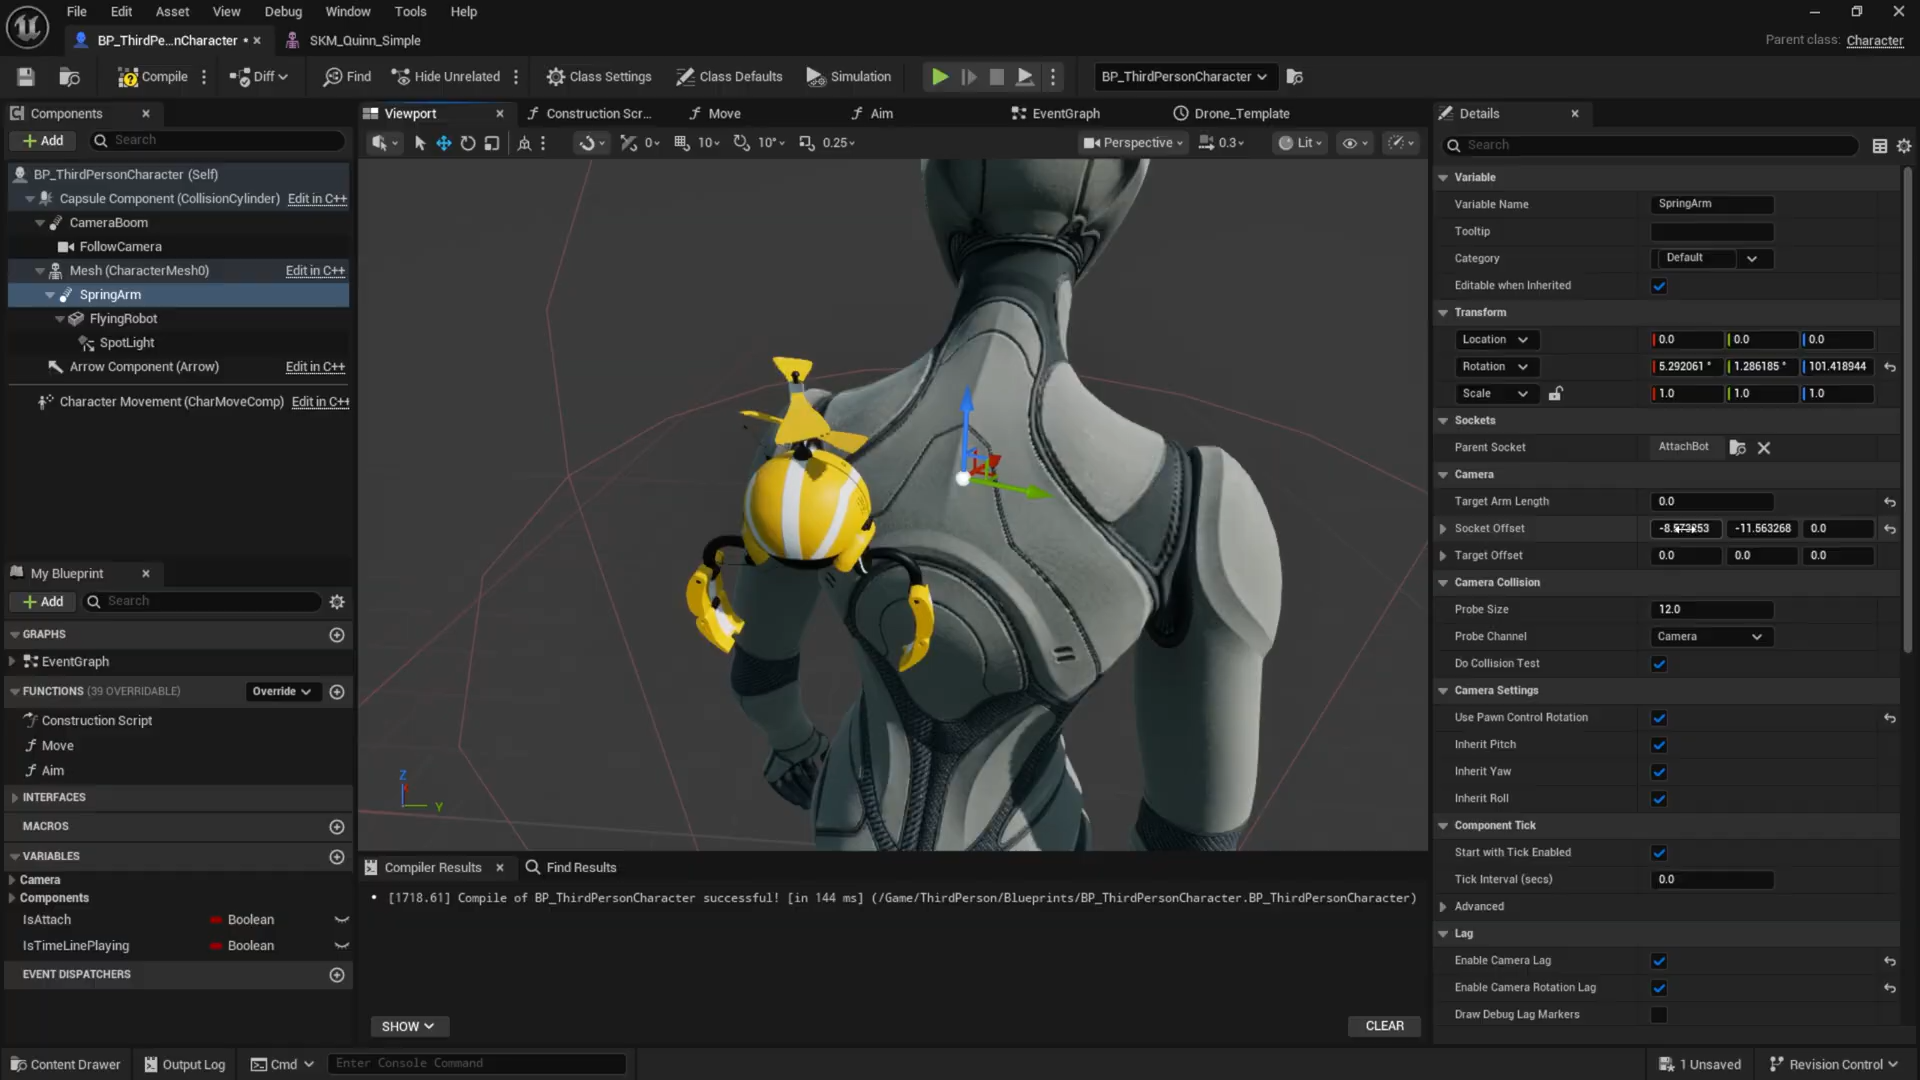 File Edit Asset View Debug Window Tools Help
BP_ThirdPe...nCharacter • SKM_Quinn_Simple
Parent class: Character
Compile Diff Find Hide Unrelated Class Settings Class Defaults Simulation BP_ThirdPersonCharacter
Components
Add Search
BP_ThirdPersonCharacter (Self)
Capsule Component (CollisionCylinder) Edit in C++
CameraBoom
FollowCamera
Mesh (CharacterMesh0) Edit in C++
SpringArm
FlyingRobot
SpotLight
Arrow Component (Arrow) Edit in C++
Character Movement (CharMoveComp) Edit in C++
My Blueprint
Add Search
GRAPHS
EventGraph
FUNCTIONS (39 OVERRIDABLE) Override
Construction Script
Move
Aim
INTERFACES
MACROS
VARIABLES
Camera
Components
IsAttach Boolean
IsTimeLinePlaying Boolean
EVENT DISPATCHERS
Viewport Construction Scr... Move Aim EventGraph Drone_Template
0 10 10° 0.25 Perspective 0.3 Lit
Z
Y
Compiler Results Find Results
• [1718.61] Compile of BP_ThirdPersonCharacter successful! [in 144 ms] (/Game/ThirdPerson/Blueprints/BP_ThirdPersonCharacter.BP_ThirdPersonCharacter)
SHOW CLEAR
Details
Search
Variable
Variable Name SpringArm
Tooltip
Category Default
Editable when Inherited
Transform
Location 0.0 0.0 0.0
Rotation 5.292061 ° 1.286185 ° 101.418944
Scale 1.0 1.0 1.0
Sockets
Parent Socket AttachBot
Camera
Target Arm Length 0.0
Socket Offset -11.563268 0.0
Target Offset 0.0 0.0 0.0
Camera Collision
Probe Size 12.0
Probe Channel Camera
Do Collision Test
Camera Settings
Use Pawn Control Rotation
Inherit Pitch
Inherit Yaw
Inherit Roll
Component Tick
Start with Tick Enabled
Tick Interval (secs) 0.0
Advanced
Lag
Enable Camera Lag
Enable Camera Rotation Lag
Draw Debug Lag Markers
Content Drawer Output Log Cmd Enter Console Command 1 Unsaved Revision Control